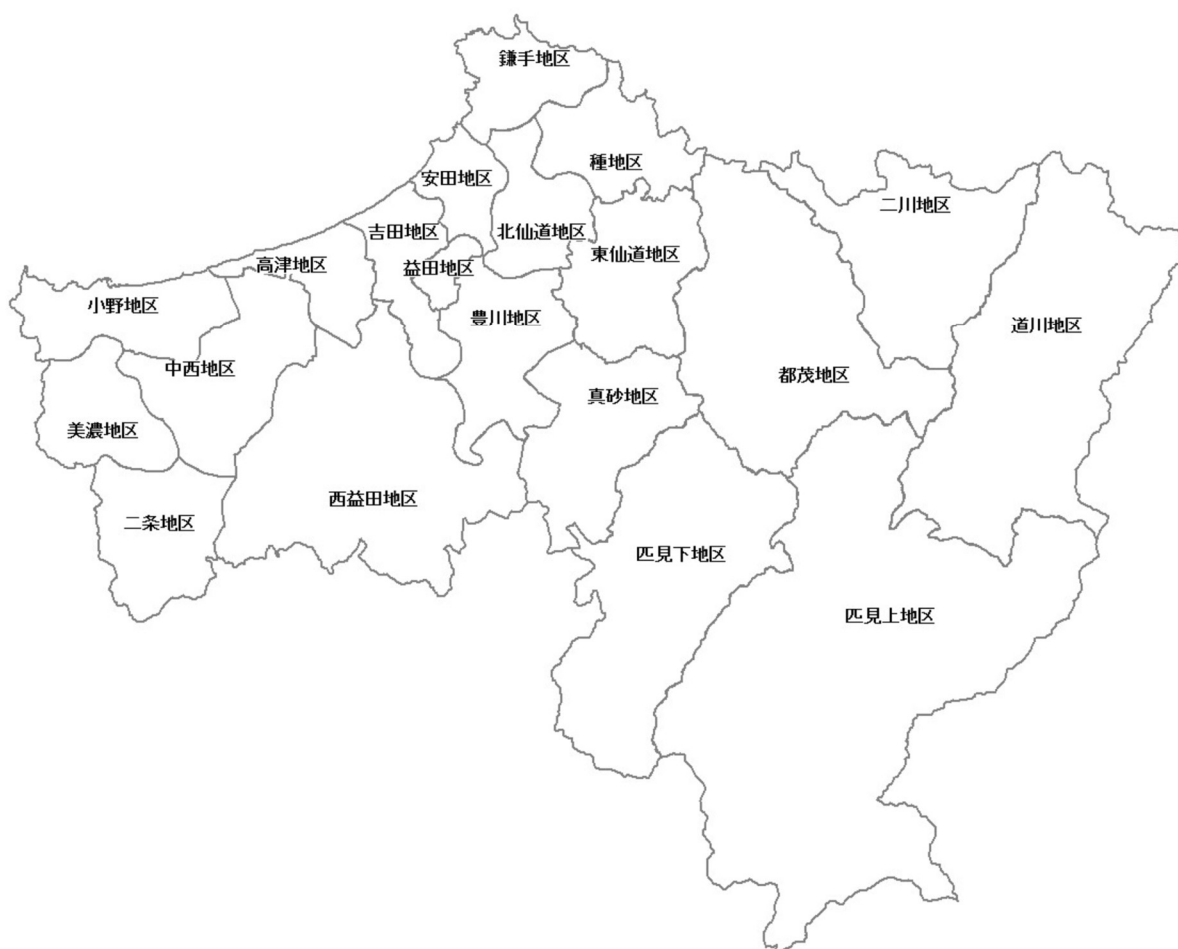 鎌手地区
種地区
安田地区
二川地区
吉田地区
北仙道地区
東仙道地区
高津地区
益田地区
小野地区
豊川地区
道川地区
中西地区
都茂地区
真砂地区
美濃地区
西益田地区
二条地区
匹見下地区
匹見上地区